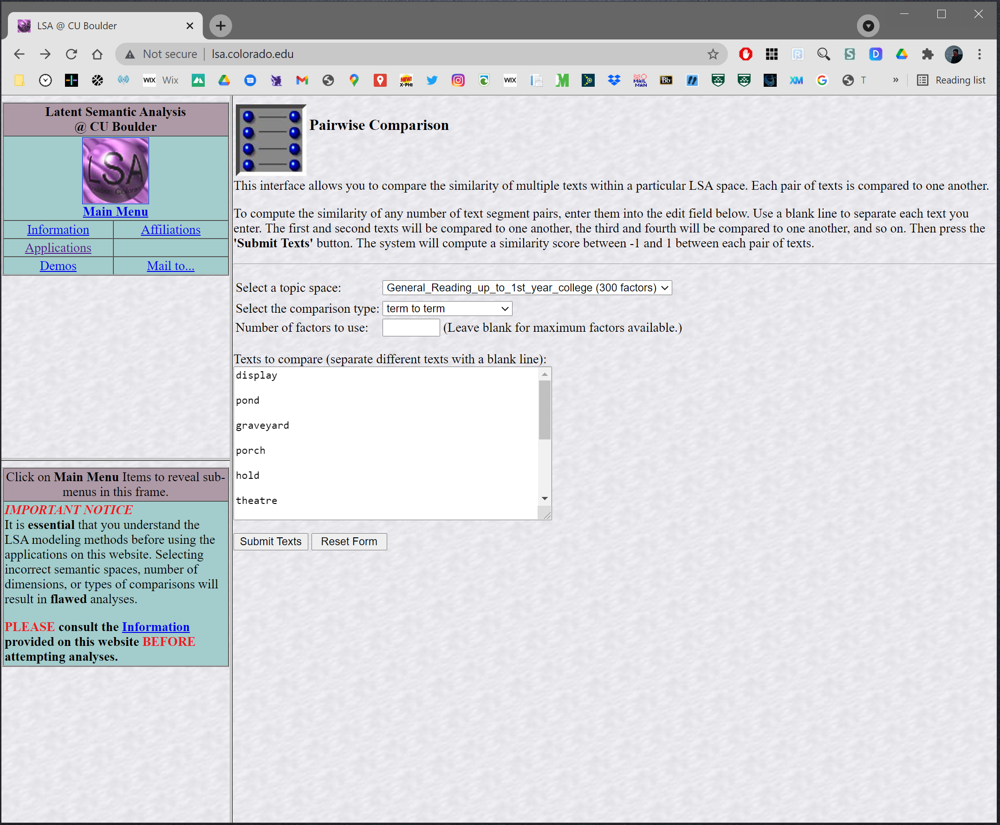 LSA @ CU Boulder
Not secure lsa.colorado.edu
WIX Wix NEW! X-PHI WIX MAIL MAN Bb XM T » Reading list
Latent Semantic Analysis
@ CU Boulder
LSA
Main Menu
Information Affiliations
Applications
Demos Mail to...
Click on Main Menu Items to reveal sub-
menus in this frame.
IMPORTANT NOTICE
It is essential that you understand the
LSA modeling methods before using the
applications on this website. Selecting
incorrect semantic spaces, number of
dimensions, or types of comparisons will
result in flawed analyses.
PLEASE consult the Information
provided on this website BEFORE
attempting analyses.
Pairwise Comparison
This interface allows you to compare the similarity of multiple texts within a particular LSA space. Each pair of texts is compared to one another.
To compute the similarity of any number of text segment pairs, enter them into the edit field below. Use a blank line to separate each text you
enter. The first and second texts will be compared to one another, the third and fourth will be compared to one another, and so on. Then press the
'Submit Texts' button. The system will compute a similarity score between -1 and 1 between each pair of texts.
Select a topic space: General_Reading_up_to_1st_year_college (300 factors)
Select the comparison type: term to term
Number of factors to use: (Leave blank for maximum factors available.)
Texts to compare (separate different texts with a blank line):
display
pond
graveyard
porch
hold
theatre
Submit Texts Reset Form